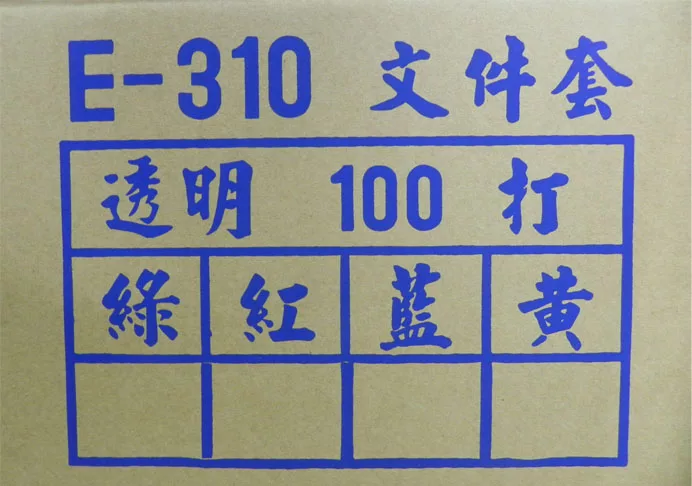 E-310 文件套
透明 100 打
綠 紅 藍 黃